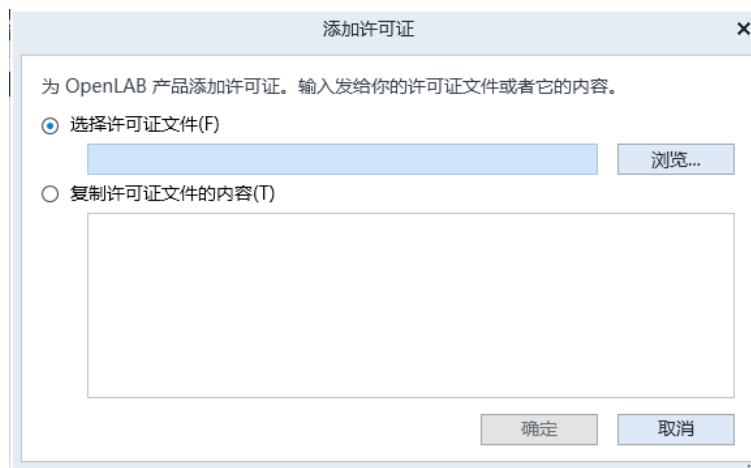 添加许可证
为 OpenLAB 产品添加许可证。输入发给你的许可证文件或者它的内容。
选择许可证文件(F)
浏览...
复制许可证文件的内容(T)
确定
取消